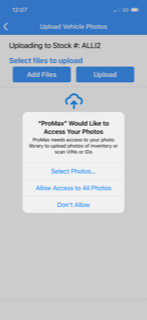 12:07
5G
Upload Vehicle Photos
Uploading to Stock #: ALLI2
Select files to upload
Add Files
Upload
"ProMax" Would Like to
Access Your Photos
ProMax needs access to your photo
library to upload photos of inventory or
scan VINs or IDs
Select Photos...
Allow Access to All Photos
Don't Allow